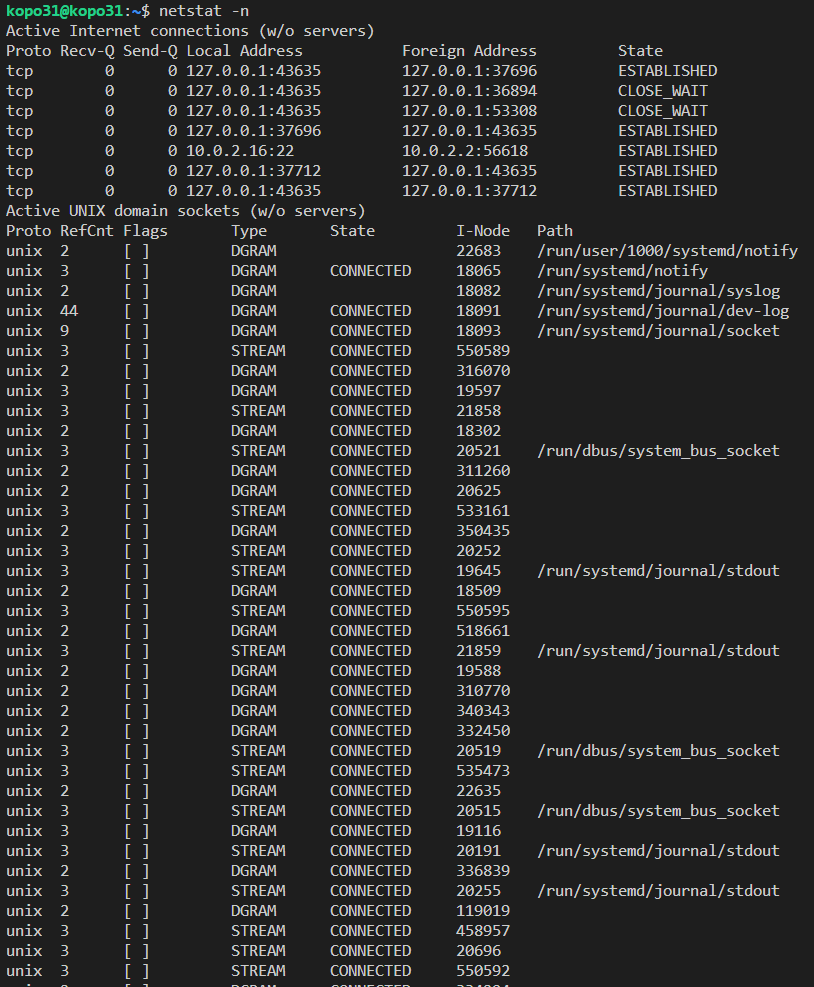 kopo31@kopo31:~$ netstat -n
Active Internet connections (w/o servers)
Proto Recv-Q Send-Q Local Address           Foreign Address         State
tcp        0      0 127.0.0.1:43635         127.0.0.1:37696         ESTABLISHED
tcp        0      0 127.0.0.1:43635         127.0.0.1:36894         CLOSE_WAIT
tcp        0      0 127.0.0.1:43635         127.0.0.1:53308         CLOSE_WAIT
tcp        0      0 127.0.0.1:37696         127.0.0.1:43635         ESTABLISHED
tcp        0      0 10.0.2.16:22            10.0.2.2:56618          ESTABLISHED
tcp        0      0 127.0.0.1:37712         127.0.0.1:43635         ESTABLISHED
tcp        0      0 127.0.0.1:43635         127.0.0.1:37712         ESTABLISHED
Active UNIX domain sockets (w/o servers)
Proto RefCnt Flags       Type       State         I-Node   Path
unix  2      [ ]         DGRAM                    22683    /run/user/1000/systemd/notify
unix  3      [ ]         DGRAM      CONNECTED     18065    /run/systemd/notify
unix  2      [ ]         DGRAM                    18082    /run/systemd/journal/syslog
unix  44     [ ]         DGRAM      CONNECTED     18091    /run/systemd/journal/dev-log
unix  9      [ ]         DGRAM      CONNECTED     18093    /run/systemd/journal/socket
unix  3      [ ]         STREAM     CONNECTED     550589
unix  2      [ ]         DGRAM      CONNECTED     316070
unix  3      [ ]         DGRAM      CONNECTED     19597
unix  3      [ ]         STREAM     CONNECTED     21858
unix  2      [ ]         DGRAM      CONNECTED     18302
unix  3      [ ]         STREAM     CONNECTED     20521    /run/dbus/system_bus_socket
unix  2      [ ]         DGRAM      CONNECTED     311260
unix  2      [ ]         DGRAM      CONNECTED     20625
unix  3      [ ]         STREAM     CONNECTED     533161
unix  2      [ ]         DGRAM      CONNECTED     350435
unix  3      [ ]         STREAM     CONNECTED     20252
unix  3      [ ]         STREAM     CONNECTED     19645    /run/systemd/journal/stdout
unix  2      [ ]         DGRAM      CONNECTED     18509
unix  3      [ ]         STREAM     CONNECTED     550595
unix  2      [ ]         DGRAM      CONNECTED     518661
unix  3      [ ]         STREAM     CONNECTED     21859    /run/systemd/journal/stdout
unix  2      [ ]         DGRAM      CONNECTED     19588
unix  2      [ ]         DGRAM      CONNECTED     310770
unix  2      [ ]         DGRAM      CONNECTED     340343
unix  2      [ ]         DGRAM      CONNECTED     332450
unix  3      [ ]         STREAM     CONNECTED     20519    /run/dbus/system_bus_socket
unix  3      [ ]         STREAM     CONNECTED     535473
unix  2      [ ]         DGRAM      CONNECTED     22635
unix  3      [ ]         STREAM     CONNECTED     20515    /run/dbus/system_bus_socket
unix  3      [ ]         DGRAM      CONNECTED     19116
unix  3      [ ]         STREAM     CONNECTED     20191    /run/systemd/journal/stdout
unix  2      [ ]         DGRAM      CONNECTED     336839
unix  3      [ ]         STREAM     CONNECTED     20255    /run/systemd/journal/stdout
unix  2      [ ]         DGRAM      CONNECTED     119019
unix  3      [ ]         STREAM     CONNECTED     458957
unix  3      [ ]         STREAM     CONNECTED     20696
unix  3      [ ]         STREAM     CONNECTED     550592